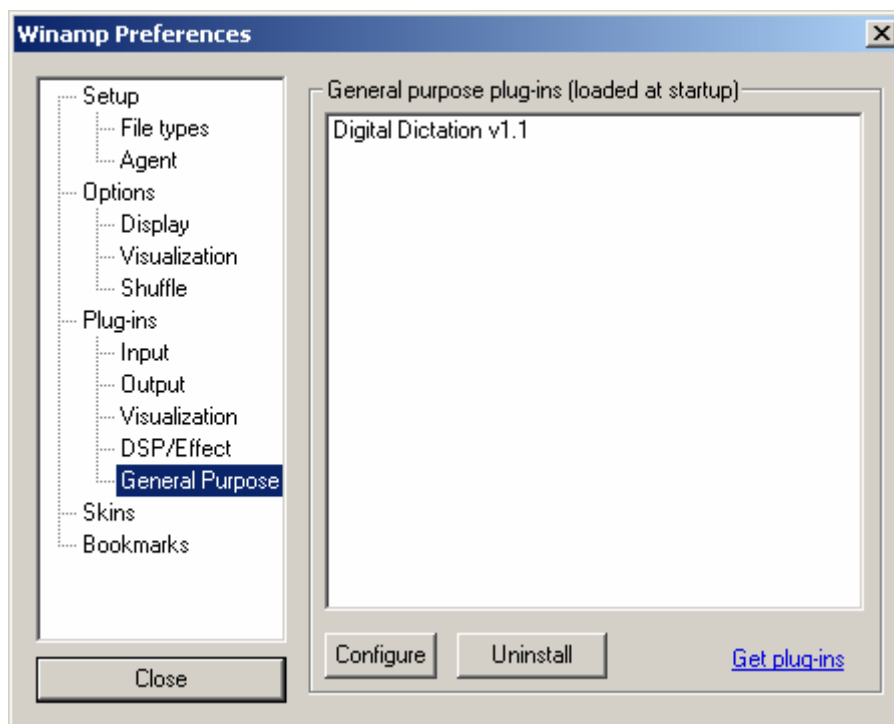 Winamp Preferences
Setup
File types
Agent
Options
Display
Visualization
Shuffle
Plug-ins
Input
Output
Visualization
DSP/Effect
General Purpose
Skins
Bookmarks
Close
General purpose plug-ins (loaded at startup)
Digital Dictation v1.1
Configure
Uninstall
Get plug-ins